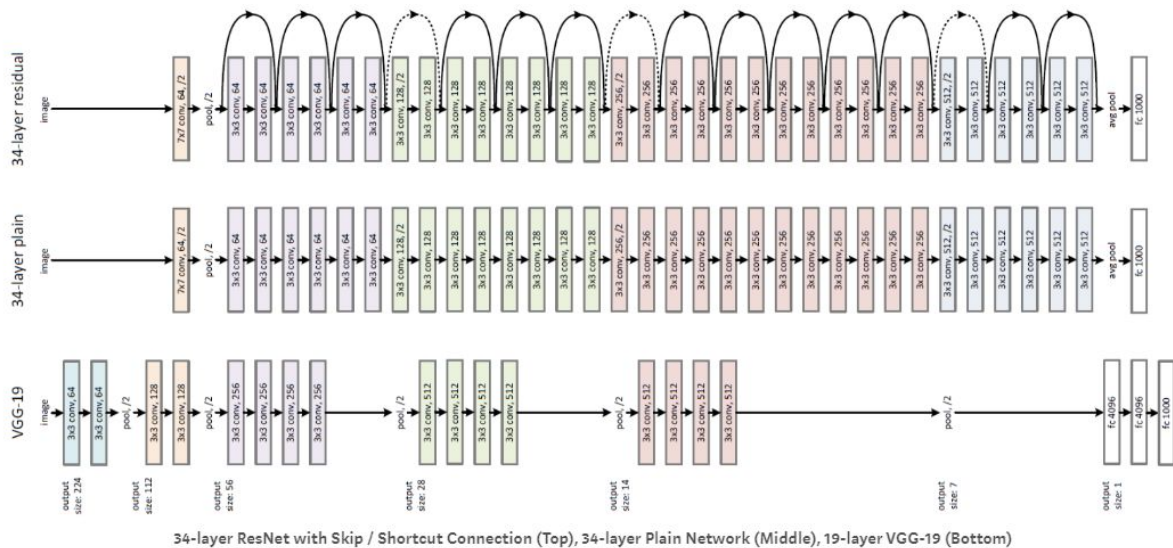 34-layer residual
image
7x7 conv, 64, /2
pool, /2
3x3 conv, 64
3x3 conv, 64
3x3 conv, 64
3x3 conv, 64
3x3 conv, 64
3x3 conv, 64
3x3 conv, 128, /2
3x3 conv, 128
3x3 conv, 128
3x3 conv, 128
3x3 conv, 128
3x3 conv, 128
3x3 conv, 128
3x3 conv, 128
3x3 conv, 256, /2
3x3 conv, 256
3x3 conv, 256
3x3 conv, 256
3x3 conv, 256
3x3 conv, 256
3x3 conv, 256
3x3 conv, 256
3x3 conv, 256
3x3 conv, 256
3x3 conv, 256
3x3 conv, 256
3x3 conv, 512, /2
3x3 conv, 512
3x3 conv, 512
3x3 conv, 512
3x3 conv, 512
3x3 conv, 512
avg pool
fc 1000
34-layer plain
image
7x7 conv, 64, /2
pool, /2
3x3 conv, 64
3x3 conv, 64
3x3 conv, 64
3x3 conv, 64
3x3 conv, 64
3x3 conv, 64
3x3 conv, 128, /2
3x3 conv, 128
3x3 conv, 128
3x3 conv, 128
3x3 conv, 128
3x3 conv, 128
3x3 conv, 128
3x3 conv, 128
3x3 conv, 256, /2
3x3 conv, 256
3x3 conv, 256
3x3 conv, 256
3x3 conv, 256
3x3 conv, 256
3x3 conv, 256
3x3 conv, 256
3x3 conv, 256
3x3 conv, 256
3x3 conv, 256
3x3 conv, 256
3x3 conv, 512, /2
3x3 conv, 512
3x3 conv, 512
3x3 conv, 512
3x3 conv, 512
3x3 conv, 512
avg pool
fc 1000
VGG-19
image
3x3 conv, 64
3x3 conv, 64
pool, /2
3x3 conv, 128
3x3 conv, 128
pool, /2
3x3 conv, 256
3x3 conv, 256
3x3 conv, 256
3x3 conv, 256
pool, /2
3x3 conv, 512
3x3 conv, 512
3x3 conv, 512
3x3 conv, 512
pool, /2
3x3 conv, 512
3x3 conv, 512
3x3 conv, 512
3x3 conv, 512
pool, /2
fc 4096
fc 4096
fc 1000
output
size: 224
output
size: 112
output
size: 56
output
size: 28
output
size: 14
output
size: 7
output
size: 1
34-layer ResNet with Skip / Shortcut Connection (Top), 34-layer Plain Network (Middle), 19-layer VGG-19 (Bottom)